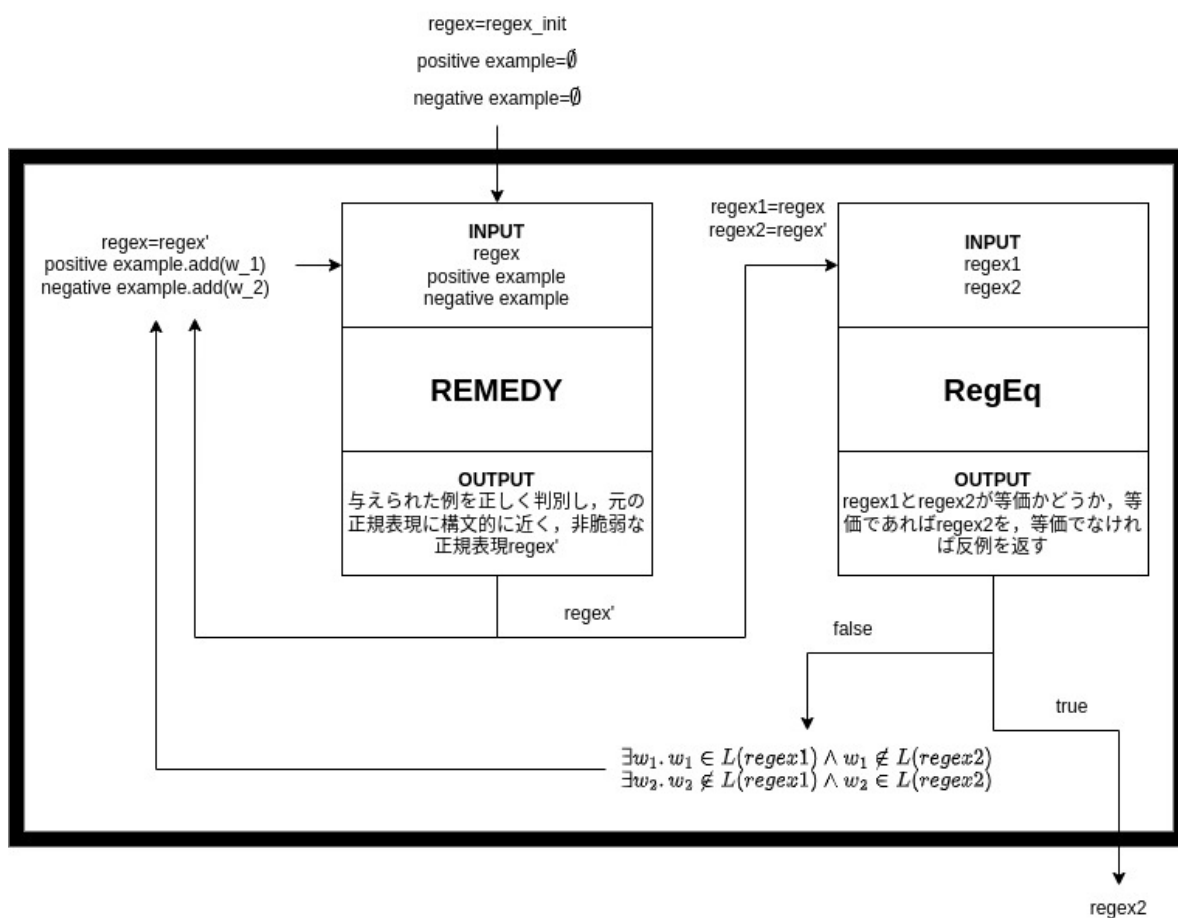 regex=regex_init
positive example=∅
negative example=∅
regex=regex'
positive example.add(w_1)
negative example.add(w_2)
INPUT
regex
positive example
negative example
REMEDY
OUTPUT
与えられた例を正しく判別し，元の
正規表現に構文的に近く，非脆弱な
正規表現regex'
regex'
regex1=regex
regex2=regex'
INPUT
regex1
regex2
RegEq
OUTPUT
regex1とregex2が等価かどうか，等
価であればregex2を，等価でなけれ
ば反例を返す
false
true
∃w₁. w₁ ∈ L(regex1) ∧ w₁ ∉ L(regex2)
∃w₂. w₂ ∉ L(regex1) ∧ w₂ ∈ L(regex2)
regex2